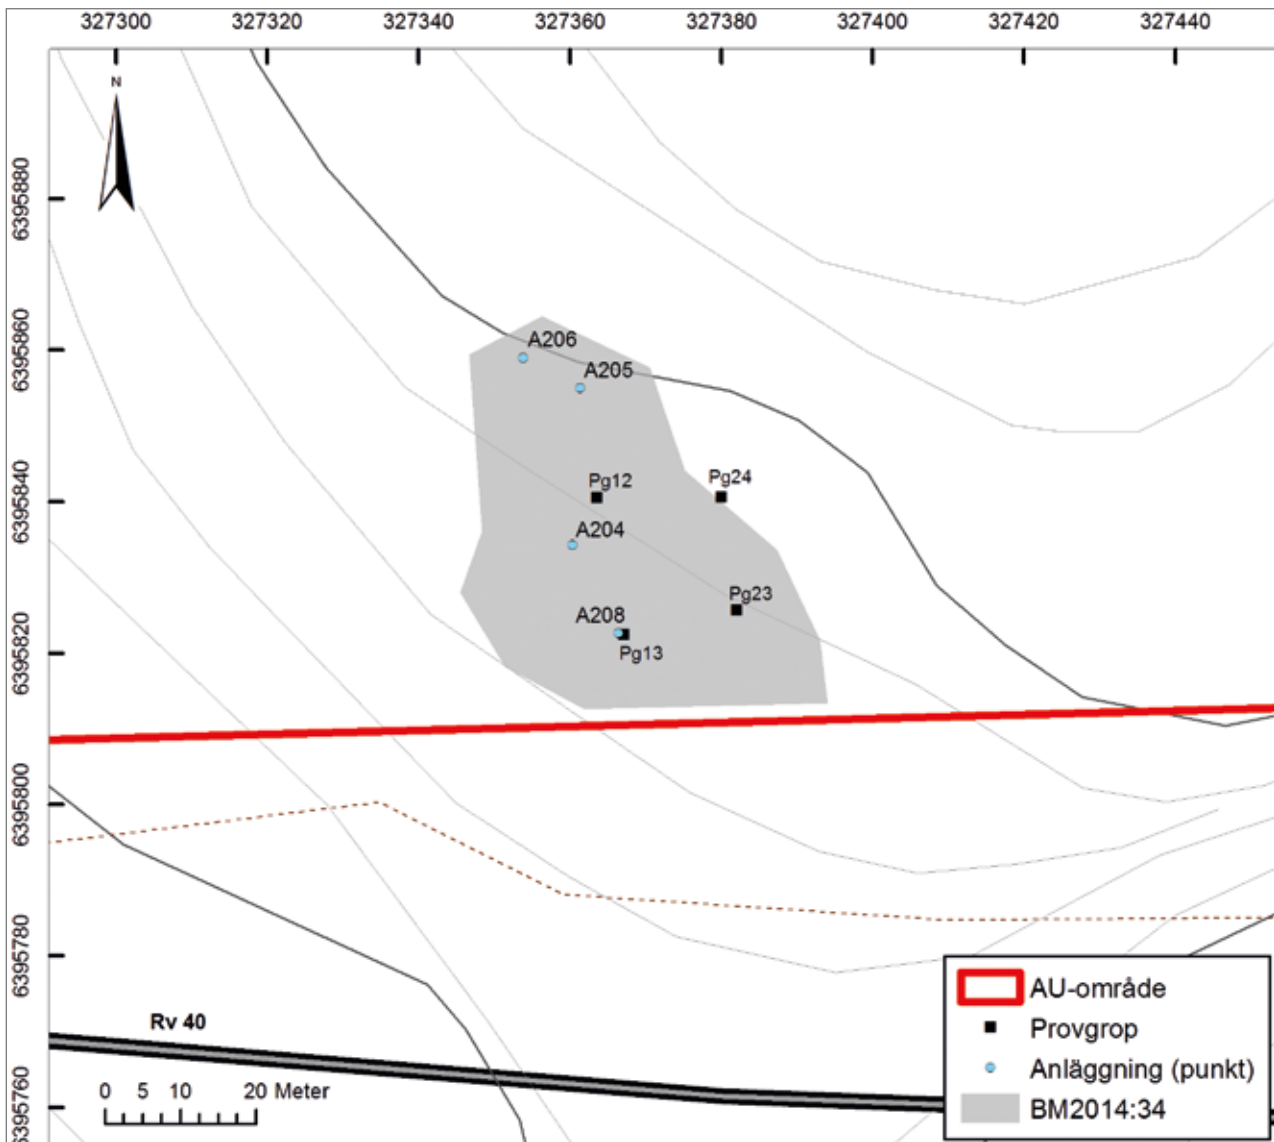 327300 327320 327340 327360 327380 327400 327420 327440
N
6395880
6395860
6395840
6395820
6395800
6395780
6395760
A206
A205
Pg12
Pg24
A204
Pg23
A208
Pg13
Rv 40
0 5 10 20 Meter
AU-område
Provgrop
Anläggning (punkt)
BM2014:34